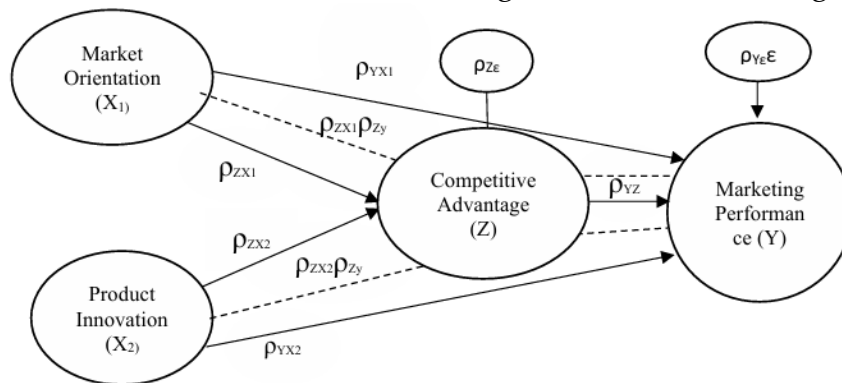 Market
Orientation
(X1)
ρYX1
ρZε
ρYεε
ρZX1ρZy
ρZX1
Competitive
Advantage
(Z)
ρYZ
Marketing
Performan
ce (Y)
ρZX2
ρZX2ρZy
Product
Innovation
(X2)
ρYX2